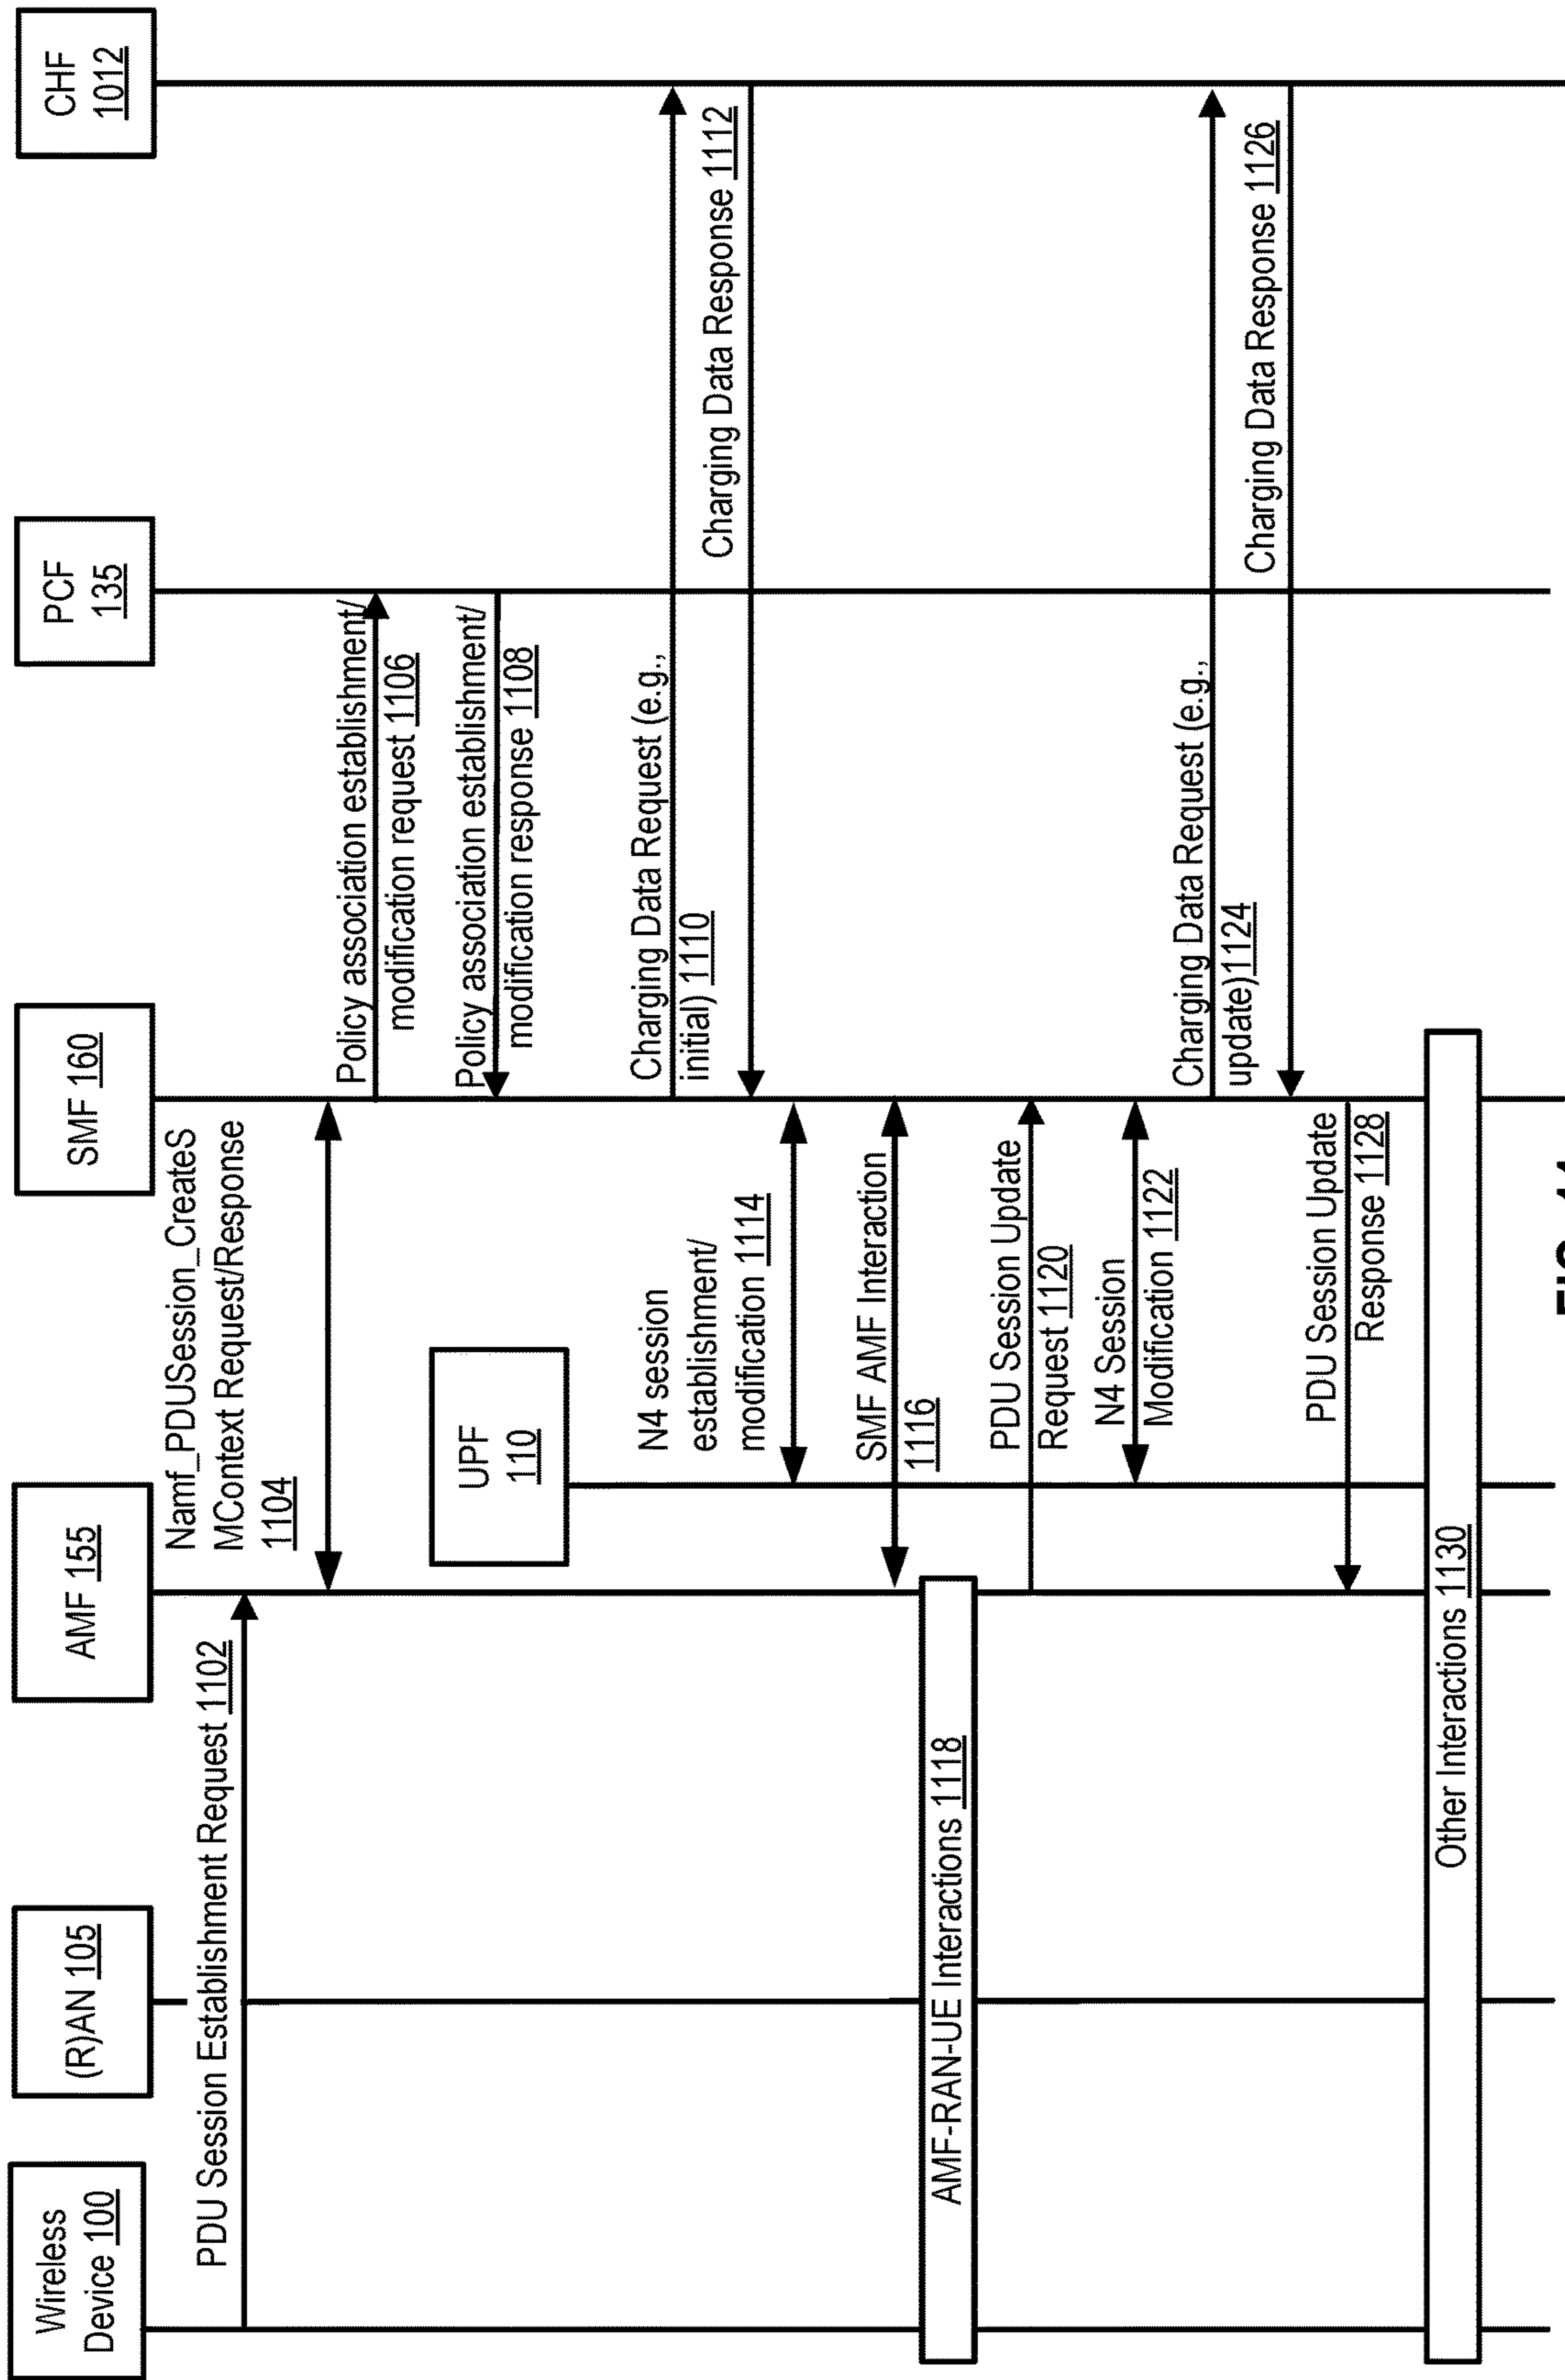 Wireless
Device 100
(R)AN 105
AMF 155
SMF 160
PCF
135
CHF
1012
PDU Session Establishment Request 1102
Namf_PDUSession_CreateS
MContext Request/Response
1104
Policy association establishment/
modification request 1106
UPF
110
Policy association establishment/
modification response 1108
Charging Data Request (e.g.,
initial) 1110
Charging Data Response 1112
N4 session
establishment/
modification 1114
SMF AMF Interaction
1116
AMF-RAN-UE Interactions 1118
PDU Session Update
Request 1120
N4 Session
Modification 1122
Charging Data Request (e.g.,
update)1124
Charging Data Response 1126
PDU Session Update
Response 1128
Other Interactions 1130